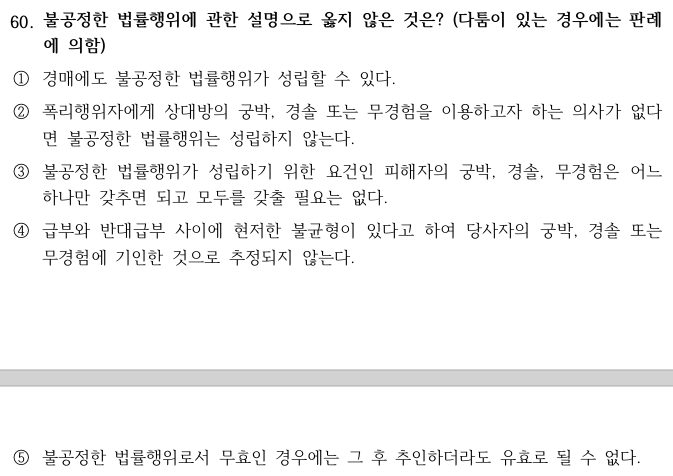 60. 불공정한 법률행위에 관한 설명으로 옳지 않은 것은? (다툼이 있는 경우에는 판례
에 의함)
① 경매에도 불공정한 법률행위가 성립할 수 있다.
② 폭리행위자에게 상대방의 궁박, 경솔 또는 무경험을 이용하고자 하는 의사가 없다
면 불공정한 법률행위는 성립하지 않는다.
③ 불공정한 법률행위가 성립하기 위한 요건인 피해자의 궁박, 경솔, 무경험은 어느
하나만 갖추면 되고 모두를 갖출 필요는 없다.
④ 급부와 반대급부 사이에 현저한 불균형이 있다고 하여 당사자의 궁박, 경솔 또는
무경험에 기인한 것으로 추정되지 않는다.
⑤ 불공정한 법률행위로서 무효인 경우에는 그 후 추인하더라도 유효로 될 수 없다.